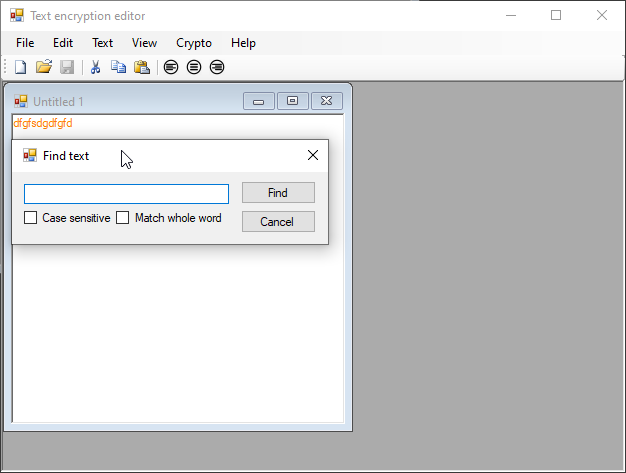 Text encryption editor
File Edit Text View Crypto Help
Untitled 1
dfgfsdgdfgfd
Find text
Find
Case sensitive Match whole word
Cancel